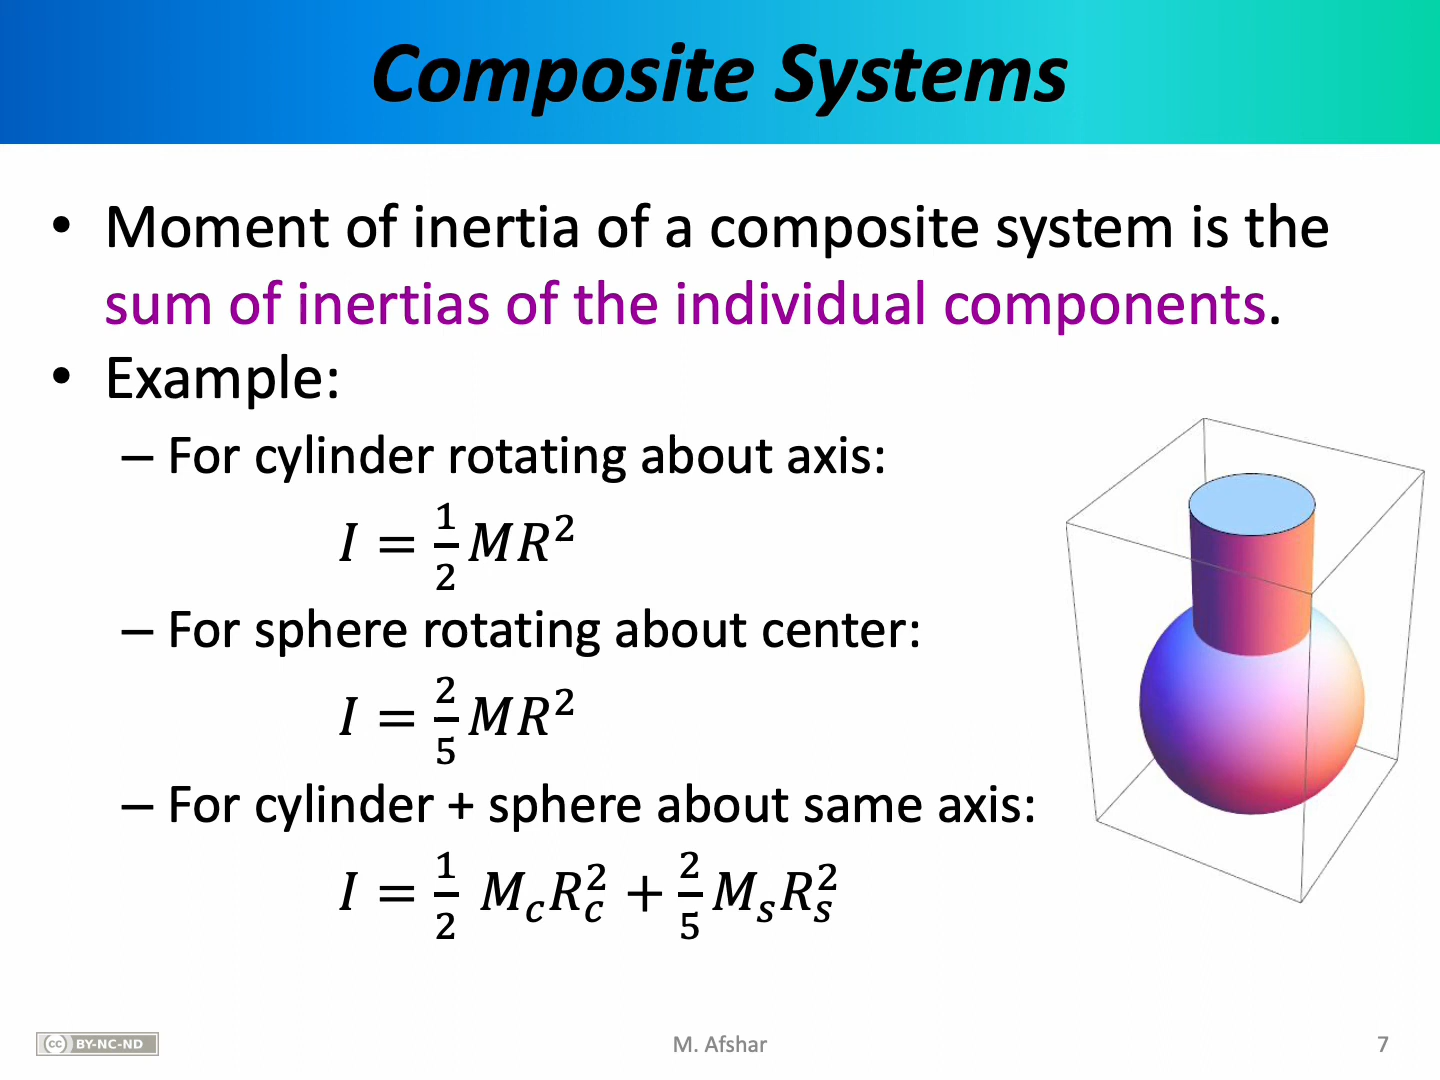 Composite Systems
• Moment of inertia of a composite system is the
sum of inertias of the individual components.
• Example:
– For cylinder rotating about axis:
I = 1/2 MR²
– For sphere rotating about center:
I = 2/5 MR²
– For cylinder + sphere about same axis:
I = 1/2 M_c R_c² + 2/5 M_s R_s²
cc BY-NC-ND
M. Afshar
7